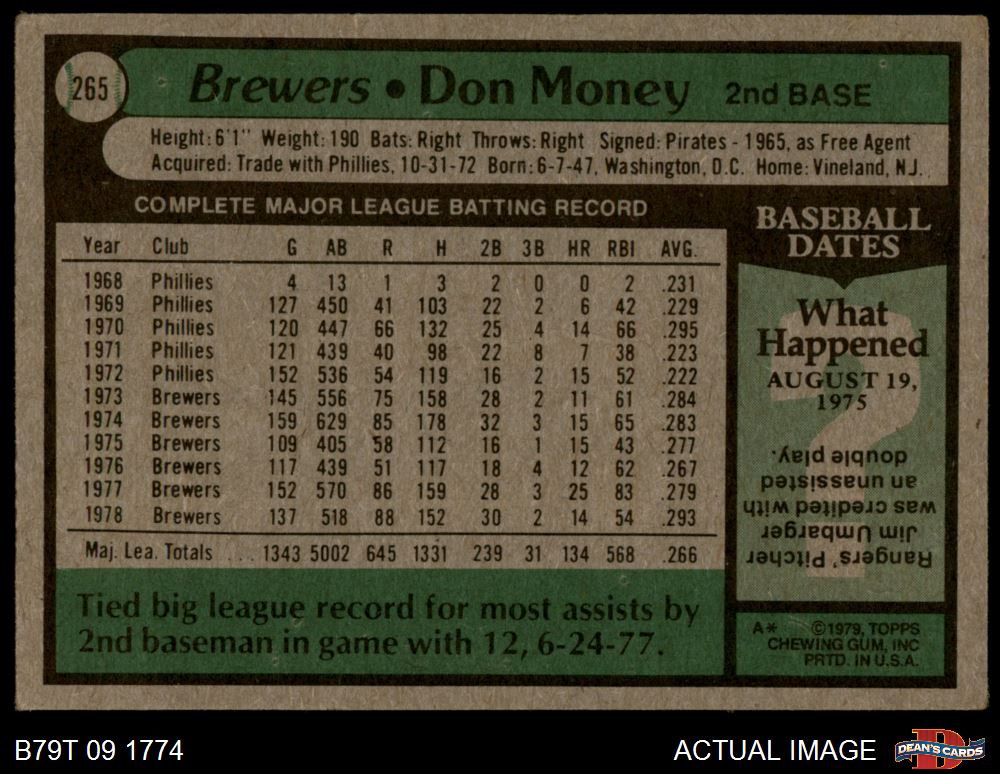 265
Brewers • Don Money 2nd BASE
Height: 6'1" Weight: 190 Bats: Right Throws: Right Signed: Pirates - 1965, as Free Agent
Acquired: Trade with Phillies, 10-31-72 Born: 6-7-47, Washington, D.C. Home: Vineland, N.J.
COMPLETE MAJOR LEAGUE BATTING RECORD
Year Club G AB R H 2B 3B HR RBI AVG.
1968 Phillies 4 13 1 3 2 0 0 2 .231
1969 Phillies 127 450 41 103 22 2 6 42 .229
1970 Phillies 120 447 66 132 25 4 14 66 .295
1971 Phillies 121 439 40 98 22 8 7 38 .223
1972 Phillies 152 536 54 119 16 2 15 52 .222
1973 Brewers 145 556 75 158 28 2 11 61 .284
1974 Brewers 159 629 85 178 32 3 15 65 .283
1975 Brewers 109 405 58 112 16 1 15 43 .277
1976 Brewers 117 439 51 117 18 4 12 62 .267
1977 Brewers 152 570 86 159 28 3 25 83 .279
1978 Brewers 137 518 88 152 30 2 14 54 .293
Maj. Lea. Totals ... 1343 5002 645 1331 239 31 134 568 .266
Tied big league record for most assists by
2nd baseman in game with 12, 6-24-77.
BASEBALL
DATES
What
Happened
AUGUST 19,
1975
?
Rangers' Pitcher
Jim Umbarger
was credited with
an unassisted
double play.
A* ©1979, TOPPS
CHEWING GUM, INC
PRTD. IN U.S.A.
B79T 09 1774
ACTUAL IMAGE
D
DEAN'S CARDS